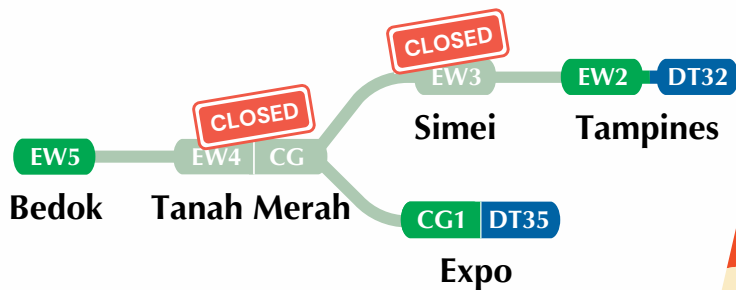 CLOSED
EW3
EW2 DT32
Simei
Tampines
CLOSED
EW5
EW4 CG
Bedok
Tanah Merah
CG1 DT35
Expo